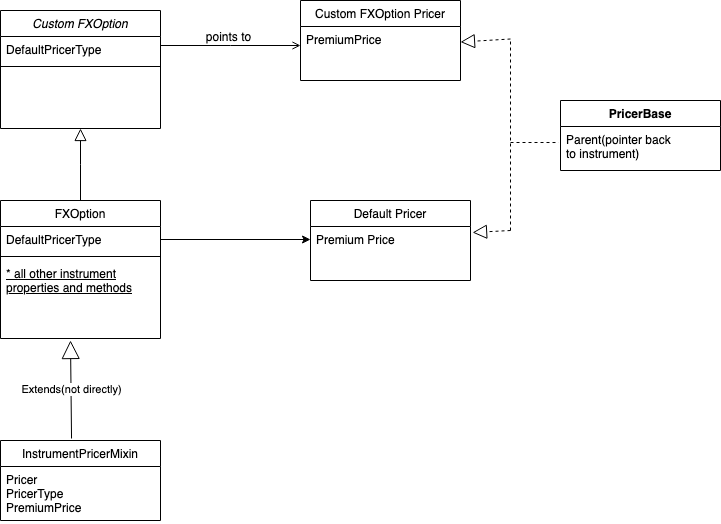 Custom FXOption
DefaultPricerType
points to
Custom FXOption Pricer
PremiumPrice
PricerBase
Parent(pointer back
to instrument)
FXOption
DefaultPricerType
* all other instrument
properties and methods
Default Pricer
Premium Price
Extends(not directly)
InstrumentPricerMixin
Pricer
PricerType
PremiumPrice